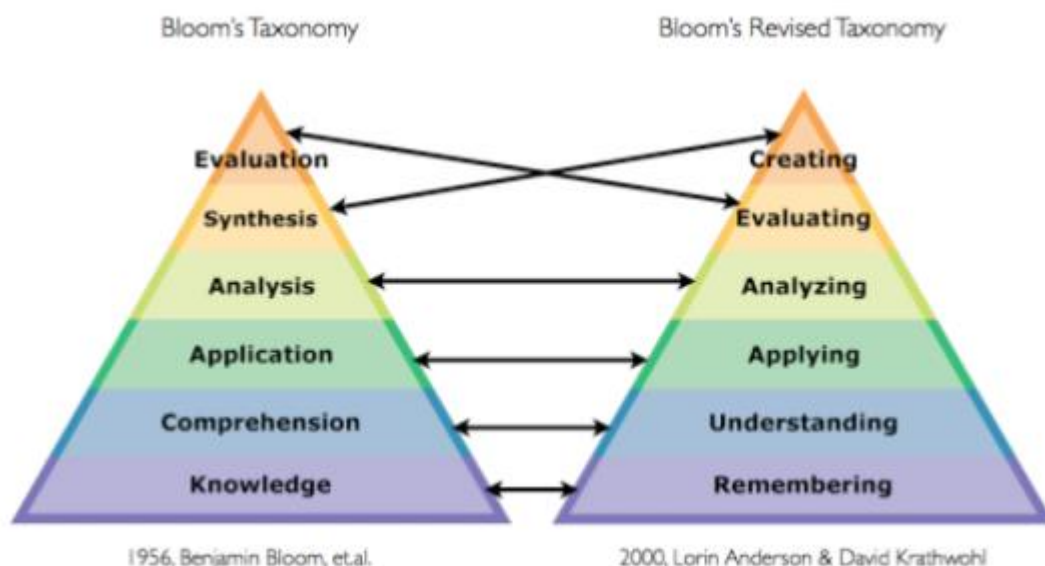 Bloom's Taxonomy
Bloom's Revised Taxonomy
Evaluation
Synthesis
Analysis
Application
Comprehension
Knowledge
Creating
Evaluating
Analyzing
Applying
Understanding
Remembering
1956, Benjamin Bloom, et.al.
2000, Lorin Anderson & David Krathwohl